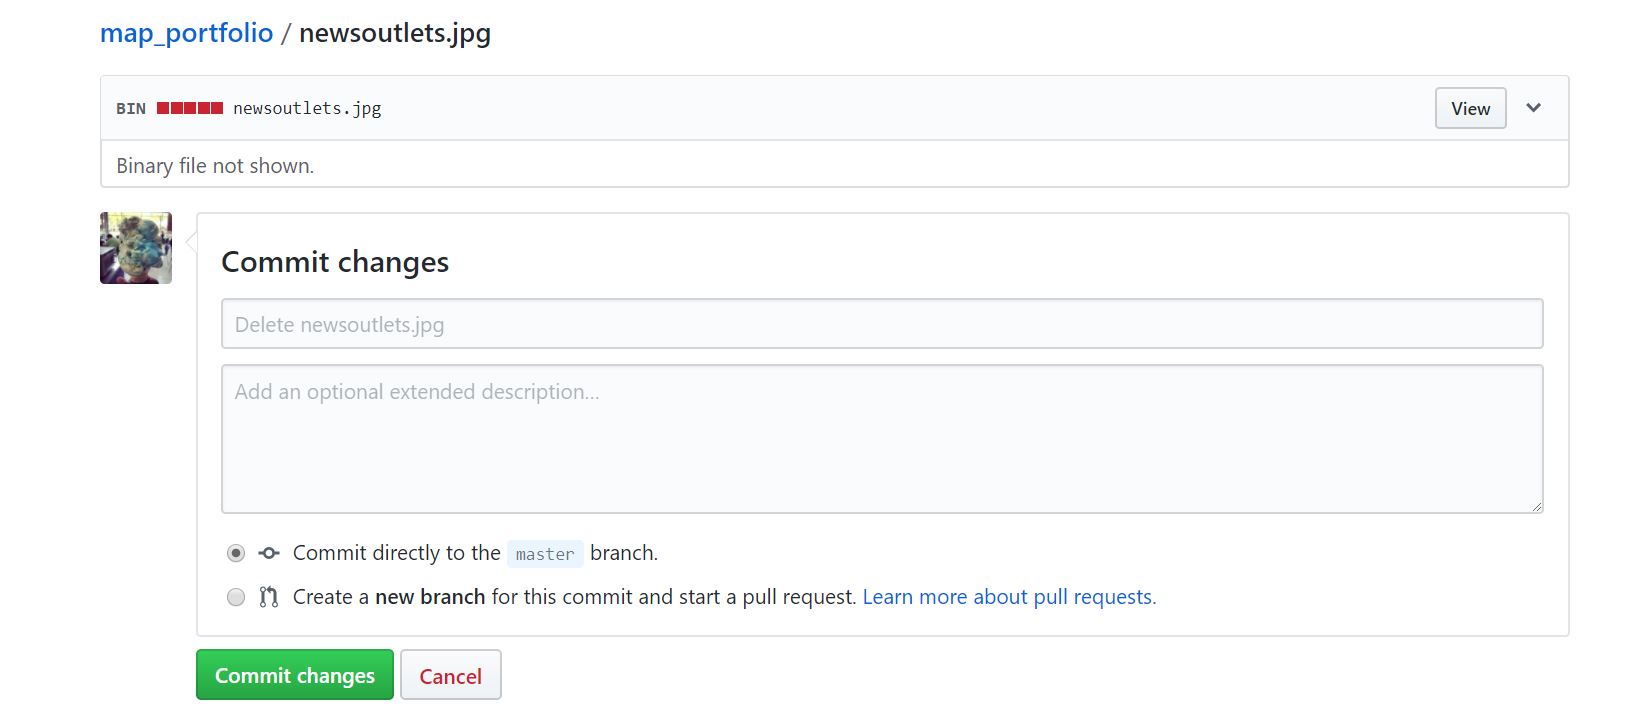 map_portfolio / newsoutlets.jpg
BIN newsoutlets.jpg View
Binary file not shown.
Commit changes
Delete newsoutlets.jpg
Add an optional extended description...
Commit directly to the master branch.
Create a new branch for this commit and start a pull request. Learn more about pull requests.
Commit changes Cancel